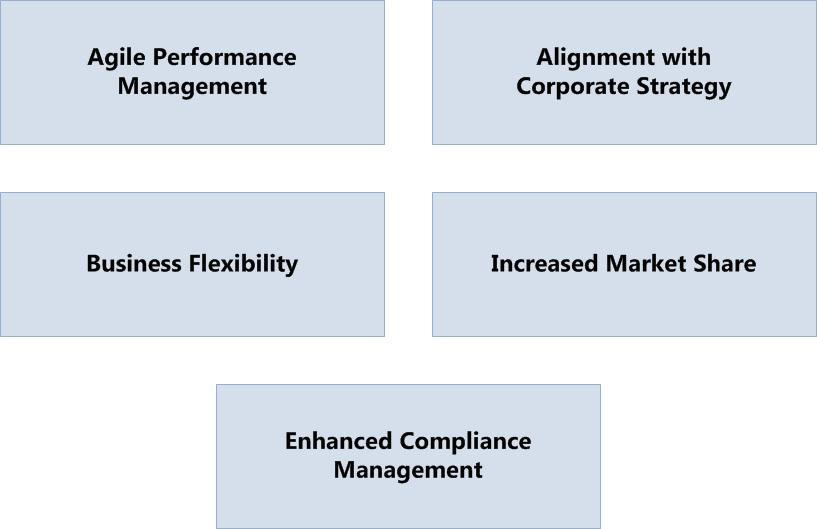 Agile Performance
Management
Alignment with
Corporate Strategy
Business Flexibility
Increased Market Share
Enhanced Compliance
Management